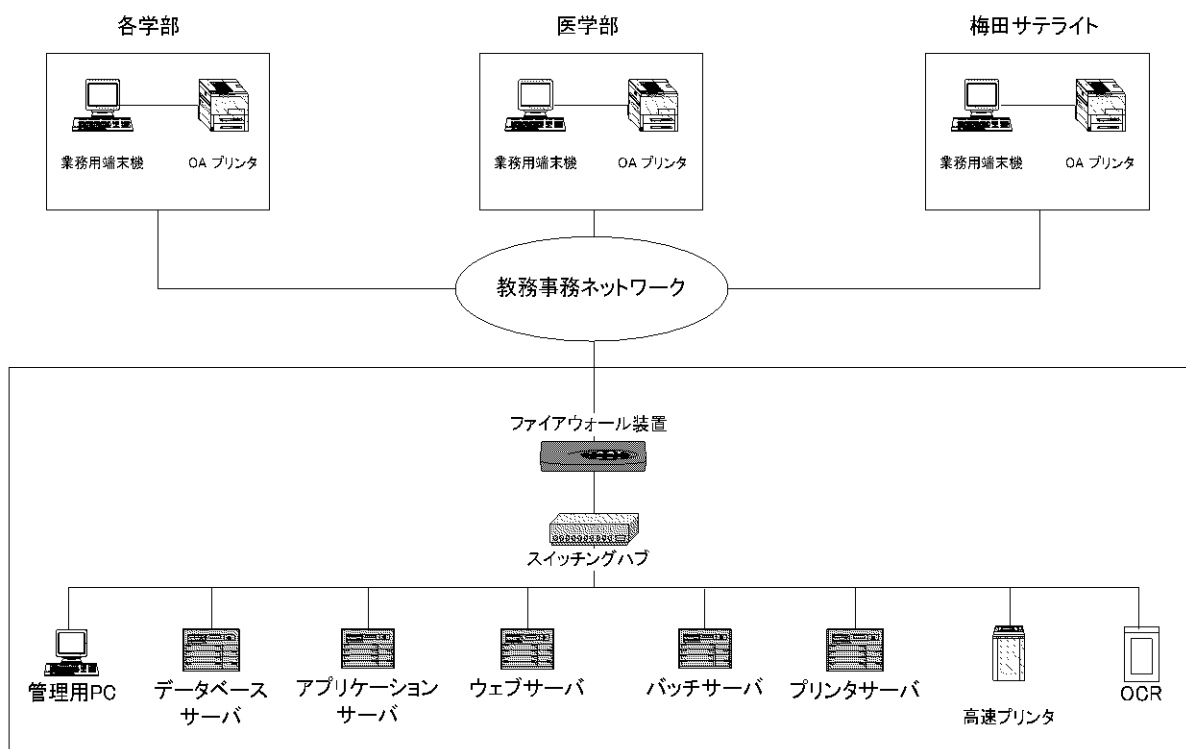 各学部
医学部
梅田サテライト
業務用端末機
OA プリンタ
業務用端末機
OA プリンタ
業務用端末機
OA プリンタ
教務事務ネットワーク
ファイアウォール装置
スイッチングハブ
管理用PC
データベース
サーバ
アプリケーション
サーバ
ウェブサーバ
バッチサーバ
プリンタサーバ
高速プリンタ
OCR